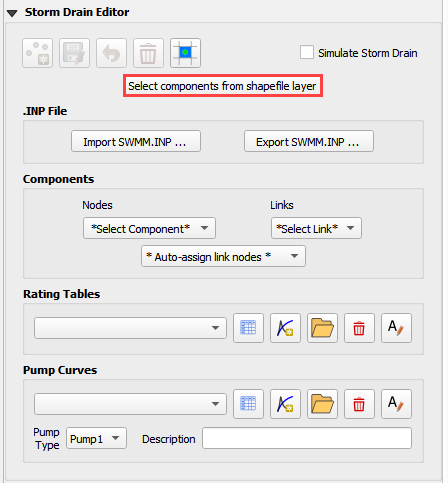 Storm Drain Editor
Simulate Storm Drain
Select components from shapefile layer
.INP File
Import SWMM.INP ...
Export SWMM.INP ...
Components
Nodes
Links
*Select Component*
*Select Link*
* Auto-assign link nodes *
Rating Tables
A
Pump Curves
A
Pump Type
Pump1
Description